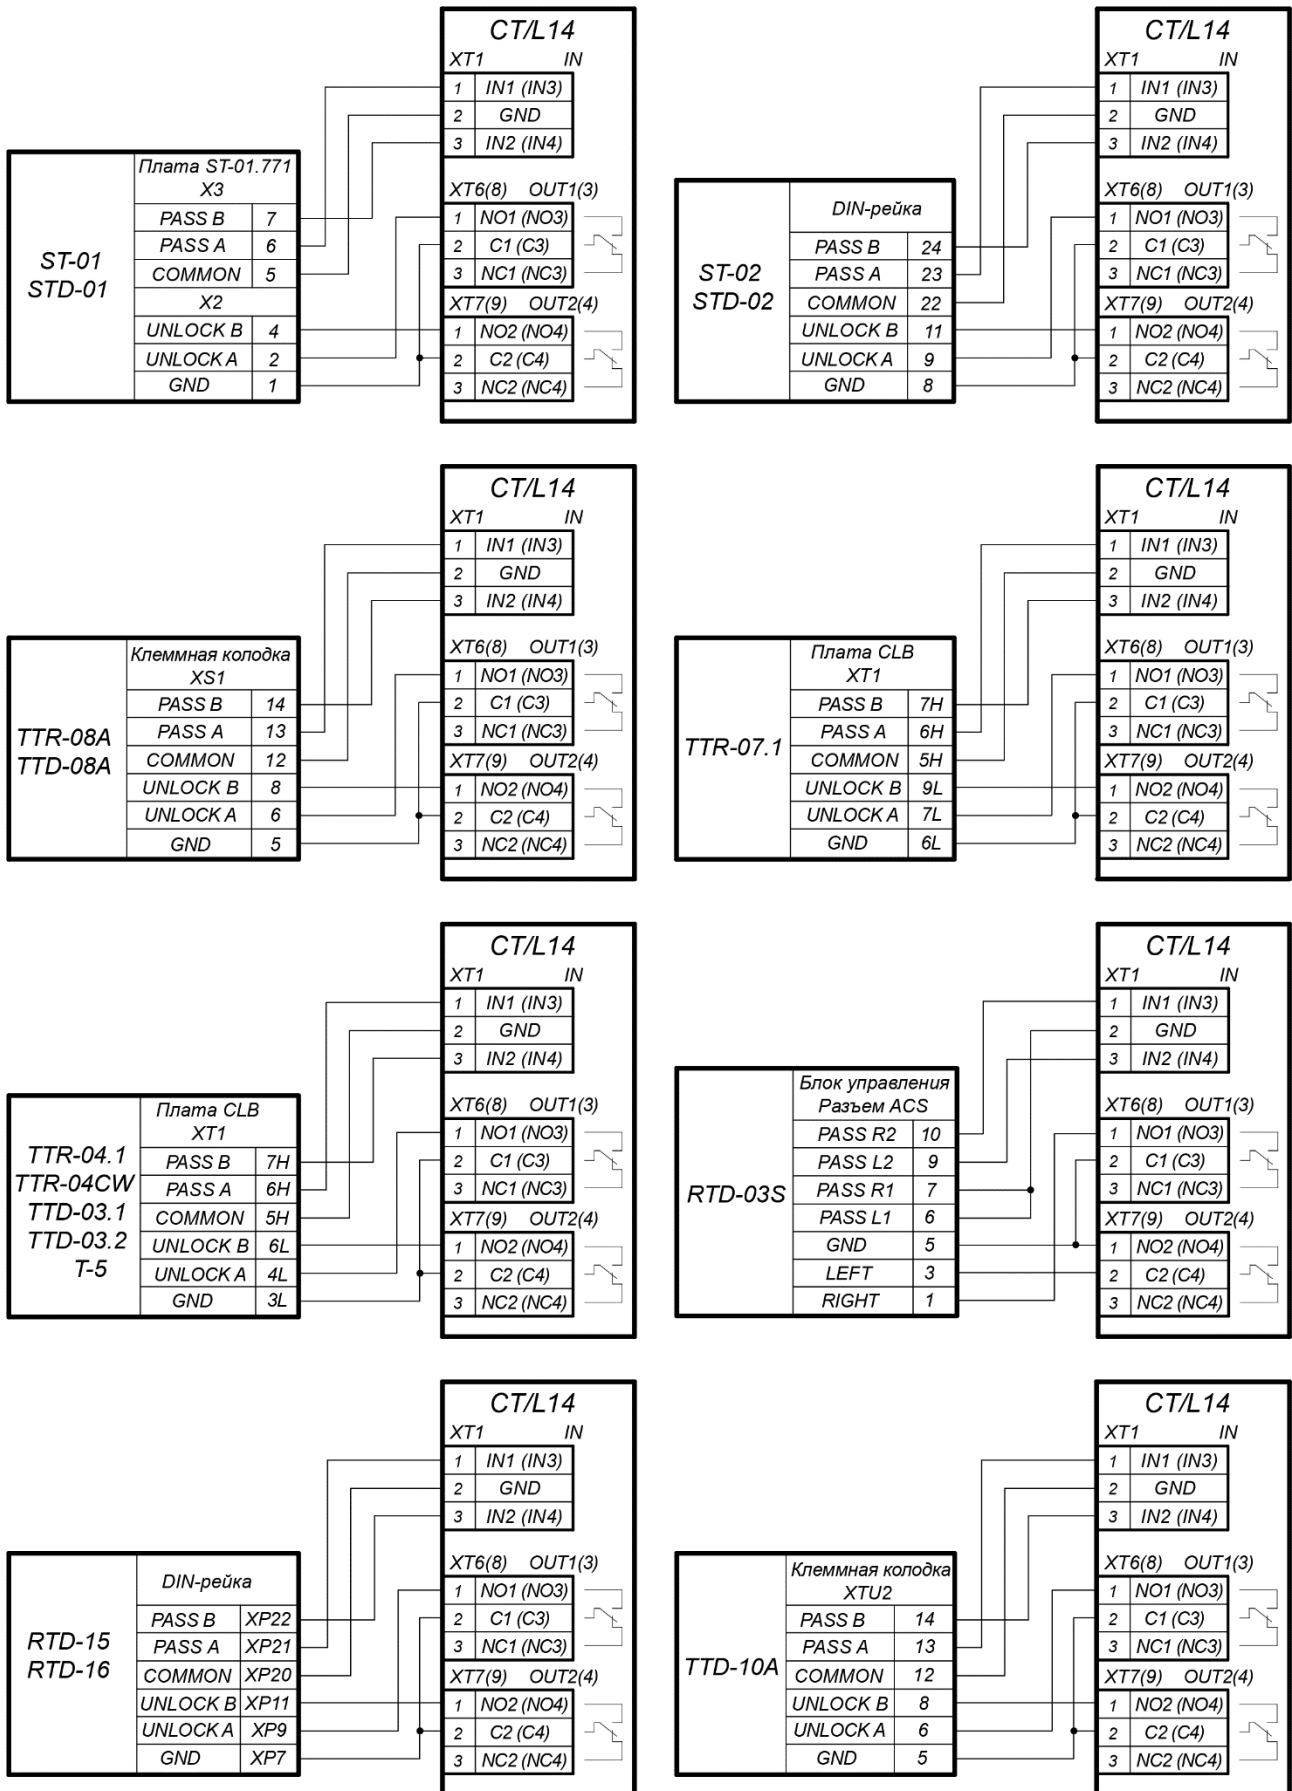 CT/L14
XT1 IN
1 IN1 (IN3)
2 GND
3 IN2 (IN4)
XT6(8) OUT1(3)
1 NO1 (NO3)
2 C1 (C3)
3 NC1 (NC3)
XT7(9) OUT2(4)
1 NO2 (NO4)
2 C2 (C4)
3 NC2 (NC4)
ST-01
STD-01
Плата ST-01.771
X3
PASS B 7
PASS A 6
COMMON 5
X2
UNLOCK B 4
UNLOCK A 2
GND 1
CT/L14
XT1 IN
1 IN1 (IN3)
2 GND
3 IN2 (IN4)
XT6(8) OUT1(3)
1 NO1 (NO3)
2 C1 (C3)
3 NC1 (NC3)
XT7(9) OUT2(4)
1 NO2 (NO4)
2 C2 (C4)
3 NC2 (NC4)
ST-02
STD-02
DIN-рейка
PASS B 24
PASS A 23
COMMON 22
UNLOCK B 11
UNLOCK A 9
GND 8
CT/L14
XT1 IN
1 IN1 (IN3)
2 GND
3 IN2 (IN4)
XT6(8) OUT1(3)
1 NO1 (NO3)
2 C1 (C3)
3 NC1 (NC3)
XT7(9) OUT2(4)
1 NO2 (NO4)
2 C2 (C4)
3 NC2 (NC4)
TTR-08A
TTD-08A
Клеммная колодка
XS1
PASS B 14
PASS A 13
COMMON 12
UNLOCK B 8
UNLOCK A 6
GND 5
CT/L14
XT1 IN
1 IN1 (IN3)
2 GND
3 IN2 (IN4)
XT6(8) OUT1(3)
1 NO1 (NO3)
2 C1 (C3)
3 NC1 (NC3)
XT7(9) OUT2(4)
1 NO2 (NO4)
2 C2 (C4)
3 NC2 (NC4)
TTR-07.1
Плата CLB
XT1
PASS B 7H
PASS A 6H
COMMON 5H
UNLOCK B 9L
UNLOCK A 7L
GND 6L
CT/L14
XT1 IN
1 IN1 (IN3)
2 GND
3 IN2 (IN4)
XT6(8) OUT1(3)
1 NO1 (NO3)
2 C1 (C3)
3 NC1 (NC3)
XT7(9) OUT2(4)
1 NO2 (NO4)
2 C2 (C4)
3 NC2 (NC4)
TTR-04.1
TTR-04CW
TTD-03.1
TTD-03.2
T-5
Плата CLB
XT1
PASS B 7H
PASS A 6H
COMMON 5H
UNLOCK B 6L
UNLOCK A 4L
GND 3L
CT/L14
XT1 IN
1 IN1 (IN3)
2 GND
3 IN2 (IN4)
XT6(8) OUT1(3)
1 NO1 (NO3)
2 C1 (C3)
3 NC1 (NC3)
XT7(9) OUT2(4)
1 NO2 (NO4)
2 C2 (C4)
3 NC2 (NC4)
RTD-03S
Блок управления
Разъем ACS
PASS R2 10
PASS L2 9
PASS R1 7
PASS L1 6
GND 5
LEFT 3
RIGHT 1
CT/L14
XT1 IN
1 IN1 (IN3)
2 GND
3 IN2 (IN4)
XT6(8) OUT1(3)
1 NO1 (NO3)
2 C1 (C3)
3 NC1 (NC3)
XT7(9) OUT2(4)
1 NO2 (NO4)
2 C2 (C4)
3 NC2 (NC4)
RTD-15
RTD-16
DIN-рейка
PASS B XP22
PASS A XP21
COMMON XP20
UNLOCK B XP11
UNLOCK A XP9
GND XP7
CT/L14
XT1 IN
1 IN1 (IN3)
2 GND
3 IN2 (IN4)
XT6(8) OUT1(3)
1 NO1 (NO3)
2 C1 (C3)
3 NC1 (NC3)
XT7(9) OUT2(4)
1 NO2 (NO4)
2 C2 (C4)
3 NC2 (NC4)
TTD-10A
Клеммная колодка
XTU2
PASS B 14
PASS A 13
COMMON 12
UNLOCK B 8
UNLOCK A 6
GND 5